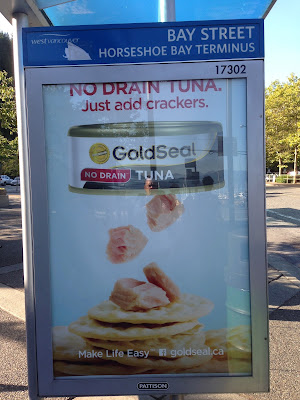 BAY STREET
west vancouver
HORSESHOE BAY TERMINUS
17302
NO DRAIN TUNA.
Just add crackers.
GoldSeal
NO DRAIN TUNA
Make Life Easy goldseal.ca
PATTISON